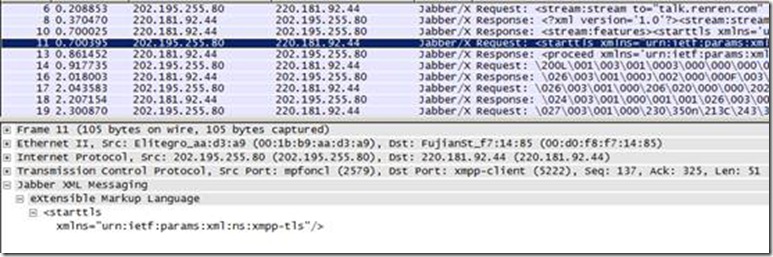 6 0.208853 202.195.255.80 220.181.92.44 Jabber/X Request: <stream:stream to="talk.renren.com"
8 0.370470 220.181.92.44 202.195.255.80 Jabber/X Response: <?xml version='1.0'?><stream:stream
10 0.700025 220.181.92.44 202.195.255.80 Jabber/X Response: <stream:features><starttls xmlns='u
11 0.700395 202.195.255.80 220.181.92.44 Jabber/X Request: <starttls xmlns='urn:ietf:params:xml
13 0.861452 220.181.92.44 202.195.255.80 Jabber/X Response: <proceed xmlns='urn:ietf:params:xm
14 0.917735 202.195.255.80 220.181.92.44 Jabber/X Request: \200L\001\003\001\0003\000\000\000
16 2.018003 220.181.92.44 202.195.255.80 Jabber/X Response: \026\003\001\000J\002\000\000F\003
17 2.043583 202.195.255.80 220.181.92.44 Jabber/X Request: \026\003\001\000\206\020\000\000\2
18 2.207154 220.181.92.44 202.195.255.80 Jabber/X Response: \024\003\001\000\001\001\026\003\00
19 2.300870 202.195.255.80 220.181.92.44 Jabber/X Request: \027\003\001\000\230\350n\213C\243\3
Frame 11 (105 bytes on wire, 105 bytes captured)
Ethernet II, Src: Elitegro_aa:d3:a9 (00:1b:b9:aa:d3:a9), Dst: FujianSt_f7:14:85 (00:d0:f8:f7:14:85)
Internet Protocol, Src: 202.195.255.80 (202.195.255.80), Dst: 220.181.92.44 (220.181.92.44)
Transmission Control Protocol, Src Port: mpfoncl (2579), Dst Port: xmpp-client (5222), Seq: 137, Ack: 325, Len: 51
Jabber XML Messaging
eXtensible Markup Language
<starttls
xmlns="urn:ietf:params:xml:ns:xmpp-tls"/>